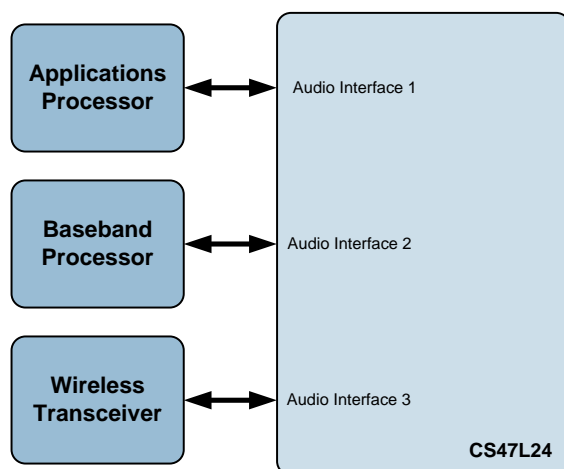 Applications
Processor
Audio Interface 1
Baseband
Processor
Audio Interface 2
Wireless
Transceiver
Audio Interface 3
CS47L24